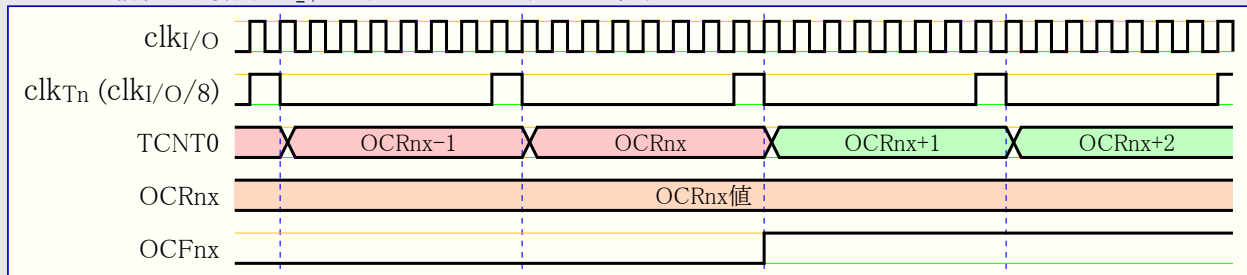 clkI/O
clkTn (clkI/O/8)
TCNT0 OCRnx-1 OCRnx OCRnx+1 OCRnx+2
OCRnx OCRnx値
OCFnx